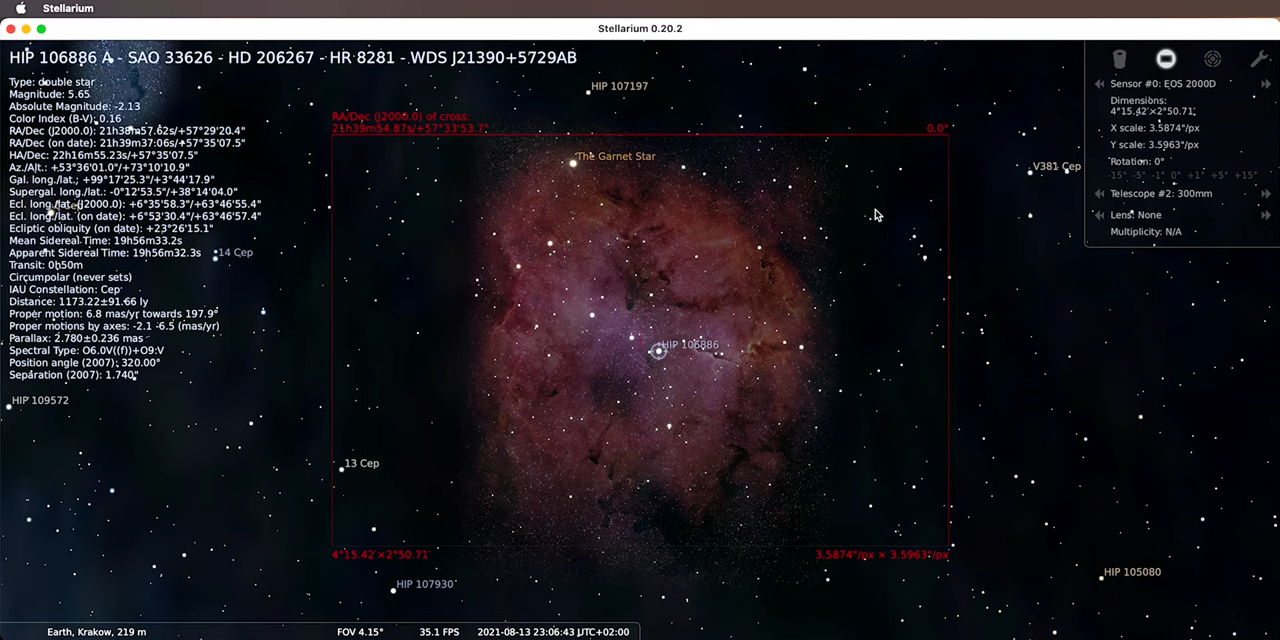 Stellarium
Stellarium 0.20.2
HIP 106886 A - SAO 33626 - HD 206267 - HR 8281 - WDS J21390+5729AB
Type: double star
Magnitude: 5.65
Absolute Magnitude: -2.13
Color Index (B-V): 0.16
RA/Dec (J2000.0): 21h38m57.62s/+57°29'20.4"
RA/Dec (on date): 21h39m37.06s/+57°35'07.5"
HA/Dec: 22h16m55.23s/+57°35'07.5"
Az./Alt.: +53°36'01.0"/+73°10'10.9"
Gal. long./lat.: +99°17'25.3"/+3°44'17.9"
Supergal. long./lat.: -0°12'53.5"/+38°14'04.0"
Ecl. long./lat. (J2000.0): +6°35'58.3"/+63°46'55.4"
Ecl. long./lat. (on date): +6°53'30.4"/+63°46'57.4"
Ecliptic obliquity (on date): +23°26'15.1"
Mean Sidereal Time: 19h56m33.2s
Apparent Sidereal Time: 19h56m32.3s
Transit: 0h50m
Circumpolar (never sets)
IAU Constellation: Cep
Distance: 1173.22±91.66 ly
Proper motion: 6.8 mas/yr towards 197.9°
Proper motions by axes: -2.1 -6.5 (mas/yr)
Parallax: 2.780±0.236 mas
Spectral Type: O6.0V((f))+O9:V
Position angle (2007): 320.00°
Separation (2007): 1.740"
HIP 107197
RA/Dec (J2000.0) of cross:
21h39m54.87s/+57°33'53.7"
0.0°
The Garnet Star
V381 Cep
14 Cep
HIP 106886
HIP 109572
13 Cep
4°15.42'×2°50.71'
3.5874"/px × 3.5963"/px
HIP 107930
HIP 105080
Sensor #0: EOS 2000D
Dimensions:
4°15.42'×2°50.71'
X scale: 3.5874"/px
Y scale: 3.5963"/px
Rotation: 0°
-15° -5° -1° 0° +1° +5° +15°
Telescope #2: 300mm
Lens: None
Multiplicity: N/A
Earth, Krakow, 219 m
FOV 4.15°
35.1 FPS
2021-08-13 23:06:43 UTC+02:00